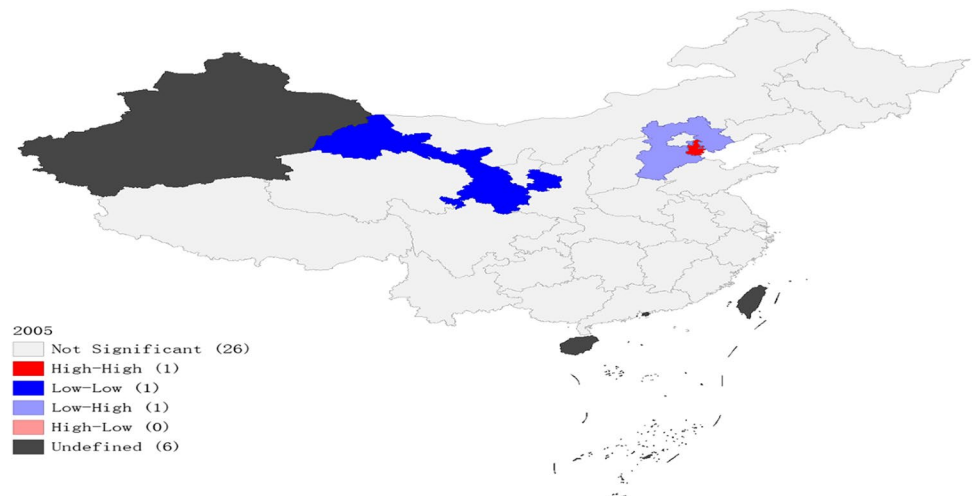 2005
Not Significant (26)
High-High (1)
Low-Low (1)
Low-High (1)
High-Low (0)
Undefined (6)